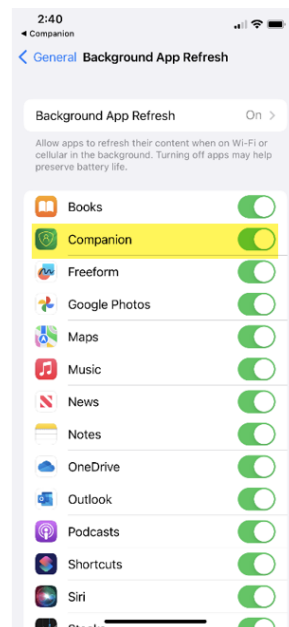 2:40
◀ Companion
General Background App Refresh
Background App Refresh On
Allow apps to refresh their content when on Wi-Fi or
cellular in the background. Turning off apps may help
preserve battery life.
Books
Companion
Freeform
Google Photos
Maps
Music
News
Notes
OneDrive
Outlook
Podcasts
Shortcuts
Siri
Stocks